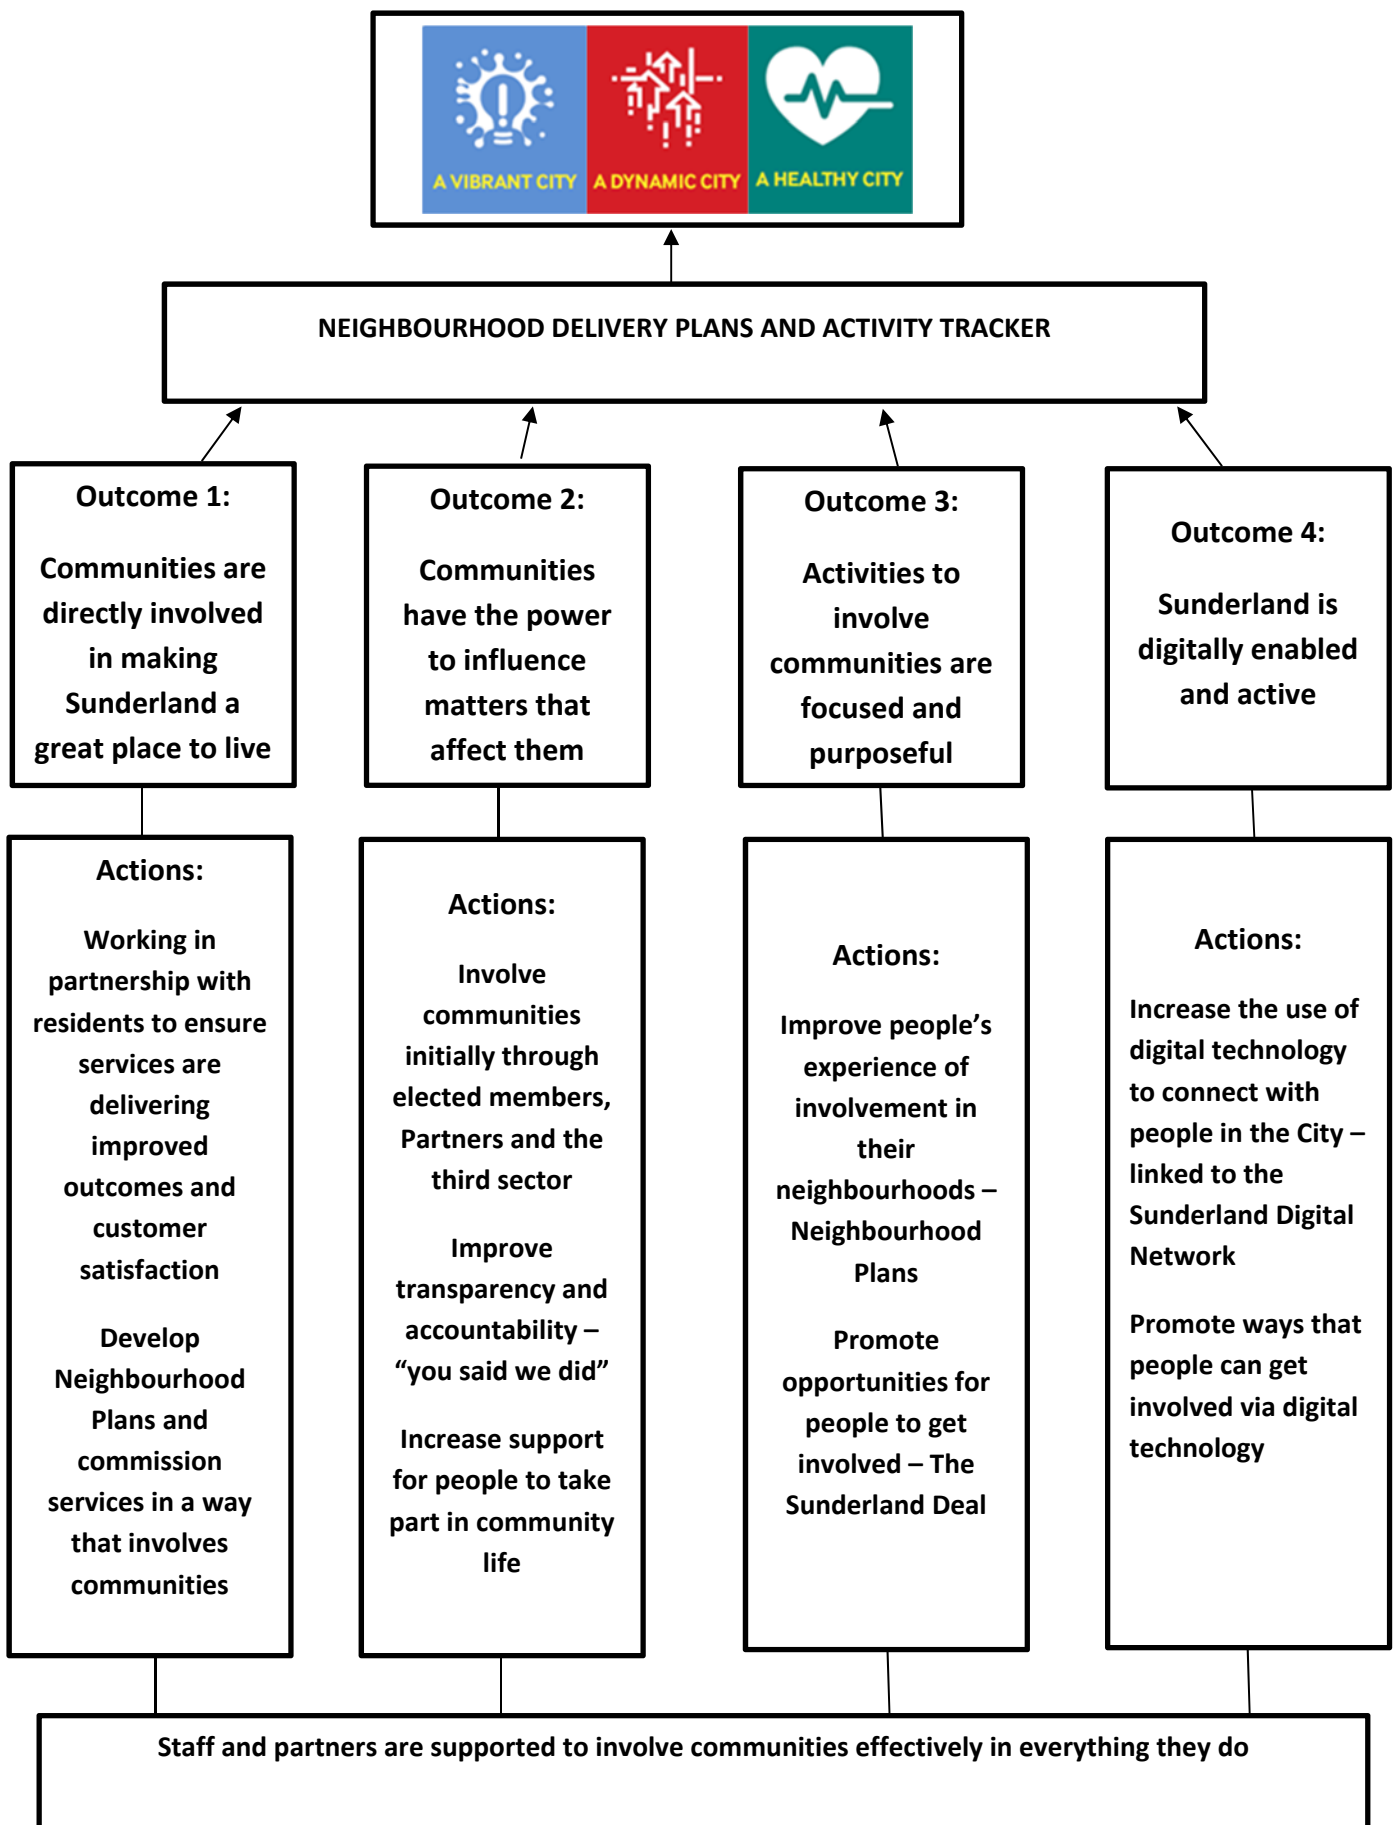 A VIBRANT CITY
A DYNAMIC CITY
A HEALTHY CITY
NEIGHBOURHOOD DELIVERY PLANS AND ACTIVITY TRACKER
Outcome 1:
Communities are
directly involved
in making
Sunderland a
great place to live
Outcome 2:
Communities
have the power
to influence
matters that
affect them
Outcome 3:
Activities to
involve
communities are
focused and
purposeful
Outcome 4:
Sunderland is
digitally enabled
and active
Actions:
Working in
partnership with
residents to ensure
services are
delivering
improved
outcomes and
customer
satisfaction
Develop
Neighbourhood
Plans and
commission
services in a way
that involves
communities
Actions:
Involve
communities
initially through
elected members,
Partners and the
third sector
Improve
transparency and
accountability –
“you said we did”
Increase support
for people to take
part in community
life
Actions:
Improve people’s
experience of
involvement in
their
neighbourhoods –
Neighbourhood
Plans
Promote
opportunities for
people to get
involved – The
Sunderland Deal
Actions:
Increase the use of
digital technology
to connect with
people in the City –
linked to the
Sunderland Digital
Network
Promote ways that
people can get
involved via digital
technology
Staff and partners are supported to involve communities effectively in everything they do